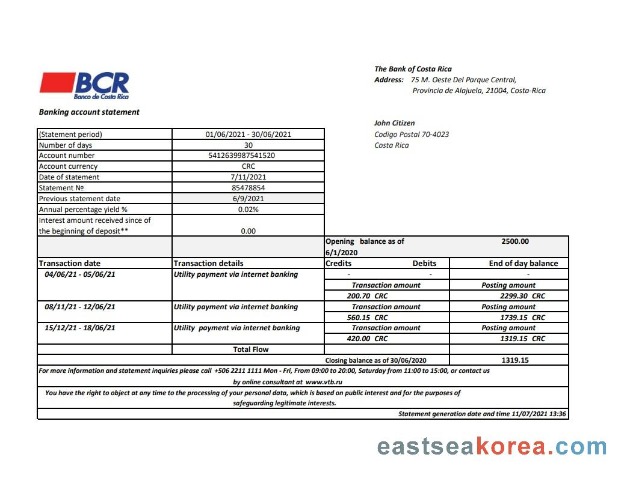 The Bank of Costa Rica
Address: 75 M. Oeste Del Parque Central,
Provincia de Alajuela, 21004, Costa-Rica
BCR
Banco de Costa Rica
Banking account statement
John Citizen
Codigo Postal 70-4023
Costa Rica
(Statement period) 01/06/2021 - 30/06/2021
Number of days 30
Account number 5412639987541520
Account currency CRC
Date of statement 7/11/2021
Statement № 85478854
Previous statement date 6/9/2021
Annual percentage yield % 0.02%
Interest amount received since of
the beginning of deposit** 0.00
Opening balance as of 2500.00
6/1/2020
Transaction date Transaction details Credits Debits End of day balance
04/06/21 - 05/06/21 Utility payment via internet banking - - -
Transaction amount Posting amount
200.70 CRC 2299.30 CRC
08/11/21 - 12/06/21 Utility payment via internet banking Transaction amount Posting amount
560.15 CRC 1739.15 CRC
15/12/21 - 18/06/21 Utility payment via internet banking Transaction amount Posting amount
420.00 CRC 1319.15 CRC
Total Flow
Closing balance as of 30/06/2020 1319.15
For more information and statement inquiries please call +506 2211 1111 Mon - Fri, From 09:00 to 20:00, Saturday from 11:00 to 15:00, or contact us
by online consultant at www.vtb.ru
You have the right to object at any time to the processing of your personal data, which is based on public interest and for the purposes of
safeguarding legitimate interests.
Statement generation date and time 11/07/2021 13:36
eastseakorea.com